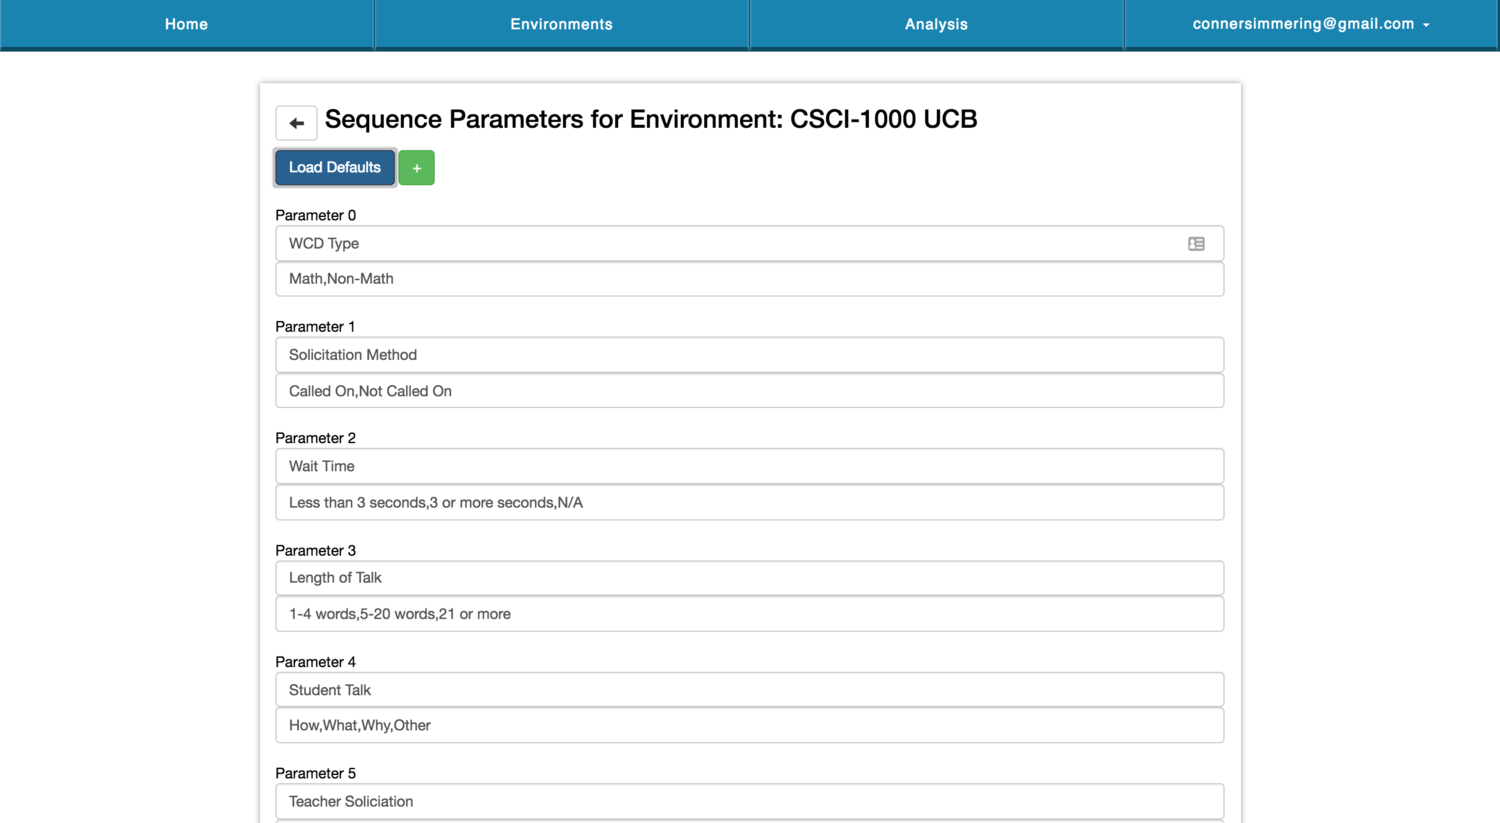 Home Environments Analysis connersimmering@gmail.com
Sequence Parameters for Environment: CSCI-1000 UCB
Load Defaults +
Parameter 0
WCD Type
Math,Non-Math
Parameter 1
Solicitation Method
Called On,Not Called On
Parameter 2
Wait Time
Less than 3 seconds,3 or more seconds,N/A
Parameter 3
Length of Talk
1-4 words,5-20 words,21 or more
Parameter 4
Student Talk
How,What,Why,Other
Parameter 5
Teacher Soliciation